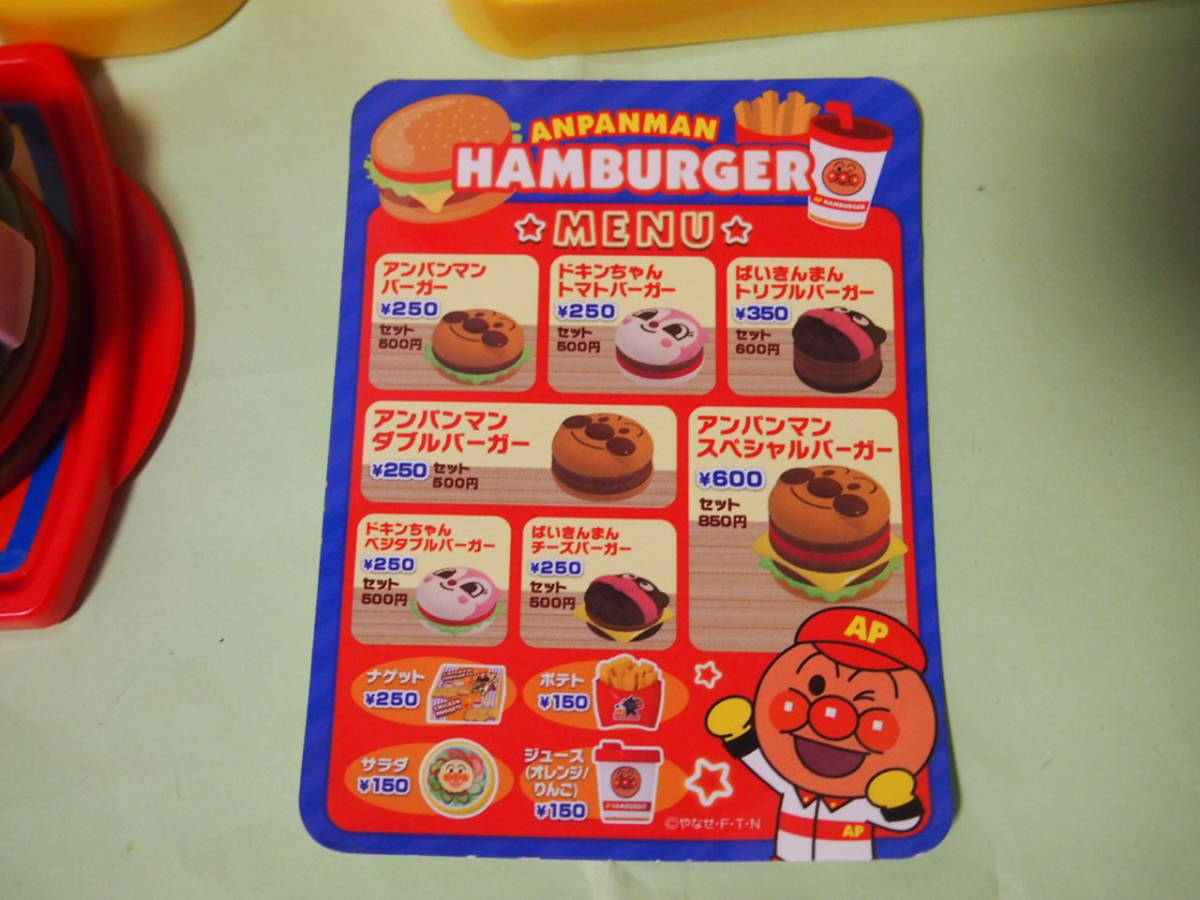 ANPANMAN
HAMBURGER
AP HAMBURGER
MENU
アンパンマン
バーガー
¥250
セット
500円
ドキンちゃん
トマトバーガー
¥250
セット
500円
ばいきんまん
トリプルバーガー
¥350
セット
600円
アンパンマン
ダブルバーガー
¥250
セット
500円
アンパンマン
スペシャルバーガー
¥600
セット
850円
ドキンちゃん
ベジタブルバーガー
¥250
セット
500円
ばいきんまん
チーズバーガー
¥250
セット
500円
ナゲット
¥250
ポテト
¥150
サラダ
¥150
ジュース
(オレンジ/
りんご)
¥150
AP
AP
©やなせ・F・T・N